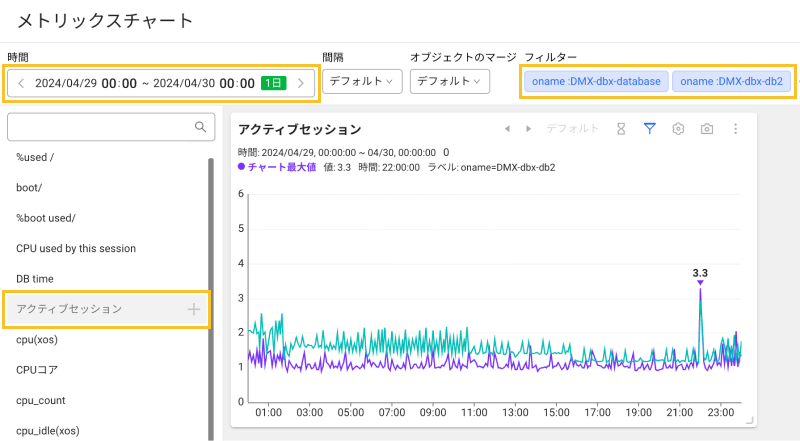 メトリックスチャート
時間 間隔 オブジェクトのマージ フィルター
2024/04/29 00:00 ~ 2024/04/30 00:00 1日 デフォルト デフォルト oname :DMX-dbx-database oname :DMX-dbx-db2
%used /
boot/
%boot used/
CPU used by this session
DB time
アクティブセッション
cpu(xos)
CPUコア
cpu_count
cpu_idle(xos)
アクティブセッション デフォルト
時間: 2024/04/29, 00:00:00 ~ 04/30, 00:00:00 0
チャート最大値 値: 3.3 時間: 22:00:00 ラベル: oname=DMX-dbx-db2
6
5
4
3
2
1
0
3.3
01:00 03:00 05:00 07:00 09:00 11:00 13:00 15:00 17:00 19:00 21:00 23:00